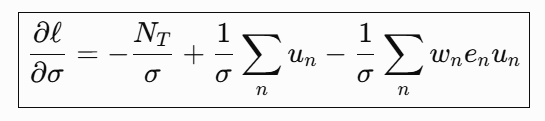 ∂ℓ/∂σ = −N_T/σ + 1/σ ∑_n u_n − 1/σ ∑_n w_n e_n u_n